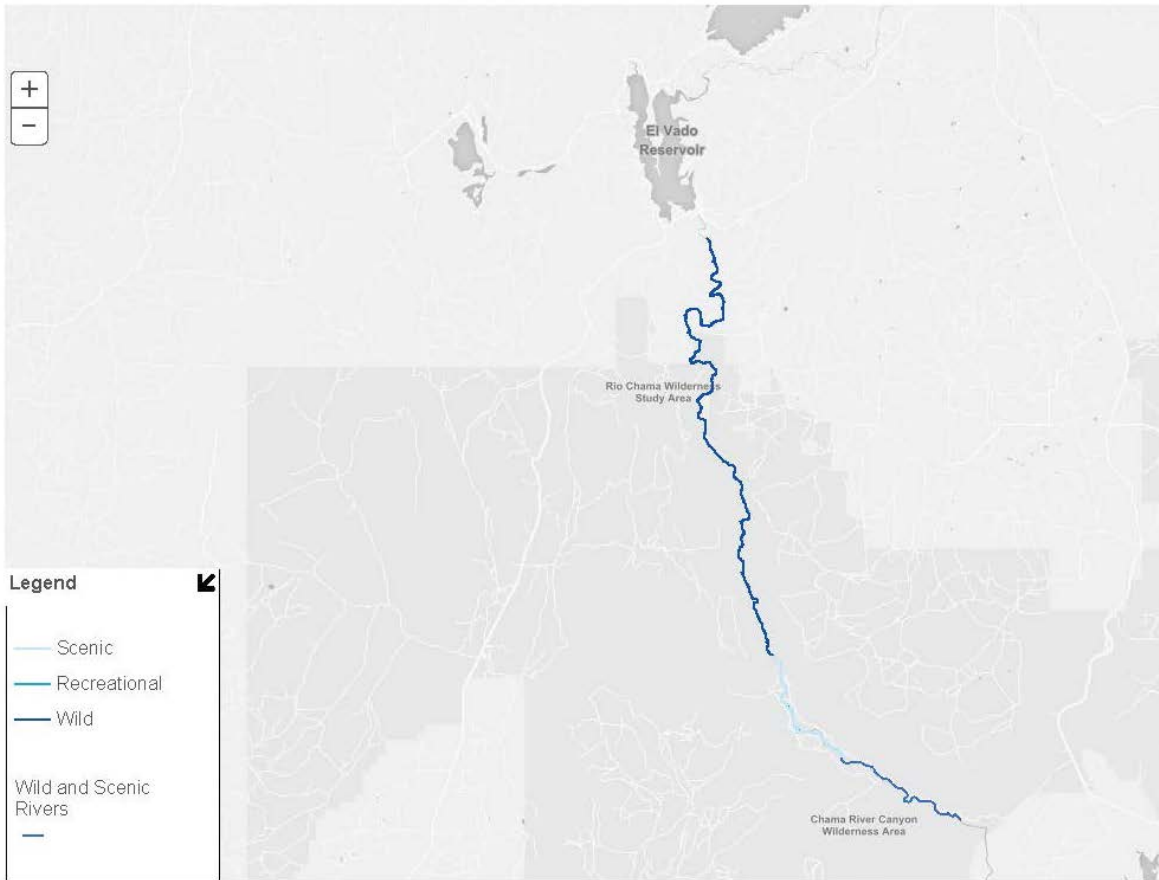 +
−
El Vado
Reservoir
Rio Chama Wilderness
Study Area
Legend
Scenic
Recreational
Wild
Wild and Scenic
Rivers
Chama River Canyon
Wilderness Area